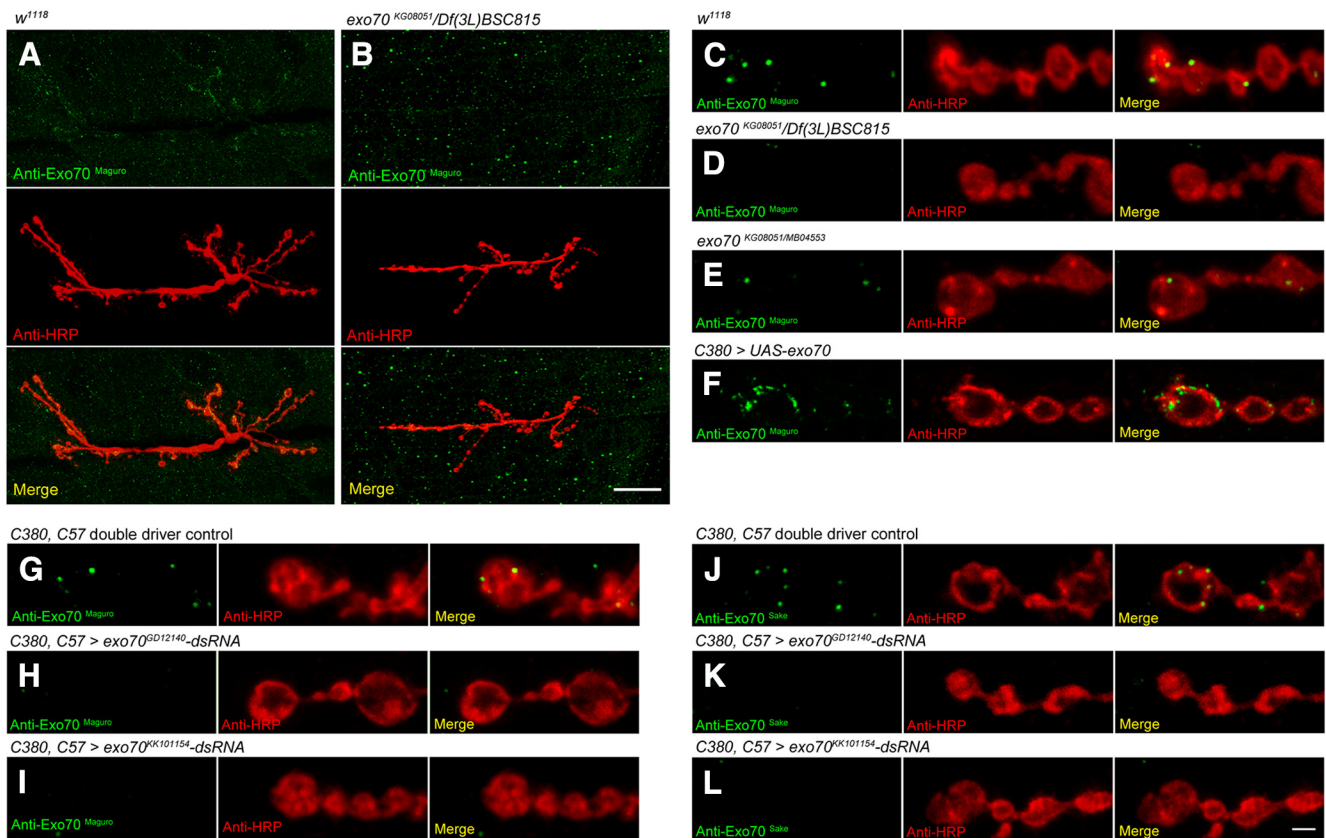 w1118
exo70 KG08051/Df(3L)BSC815
A
Anti-Exo70 Maguro
Anti-HRP
Merge
B
Anti-Exo70 Maguro
Anti-HRP
Merge
w1118
C
Anti-Exo70 Maguro
Anti-HRP
Merge
exo70 KG08051/Df(3L)BSC815
D
Anti-Exo70 Maguro
Anti-HRP
Merge
exo70 KG08051/MB04553
E
Anti-Exo70 Maguro
Anti-HRP
Merge
C380 > UAS-exo70
F
Anti-Exo70 Maguro
Anti-HRP
Merge
C380, C57 double driver control
G
Anti-Exo70 Maguro
Anti-HRP
Merge
C380, C57 > exo70GD12140-dsRNA
H
Anti-Exo70 Maguro
Anti-HRP
Merge
C380, C57 > exo70KK101154-dsRNA
I
Anti-Exo70 Maguro
Anti-HRP
Merge
C380, C57 double driver control
J
Anti-Exo70 Sake
Anti-HRP
Merge
C380, C57 > exo70GD12140-dsRNA
K
Anti-Exo70 Sake
Anti-HRP
Merge
C380, C57 > exo70KK101154-dsRNA
L
Anti-Exo70 Sake
Anti-HRP
Merge